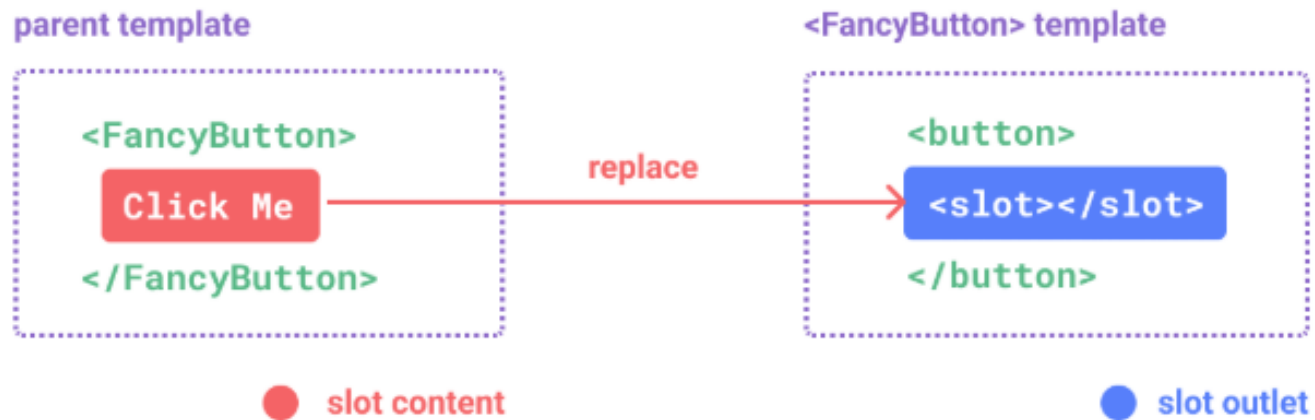 parent template
<FancyButton>
Click Me
</FancyButton>
replace
<FancyButton> template
<button>
<slot></slot>
</button>
slot content
slot outlet